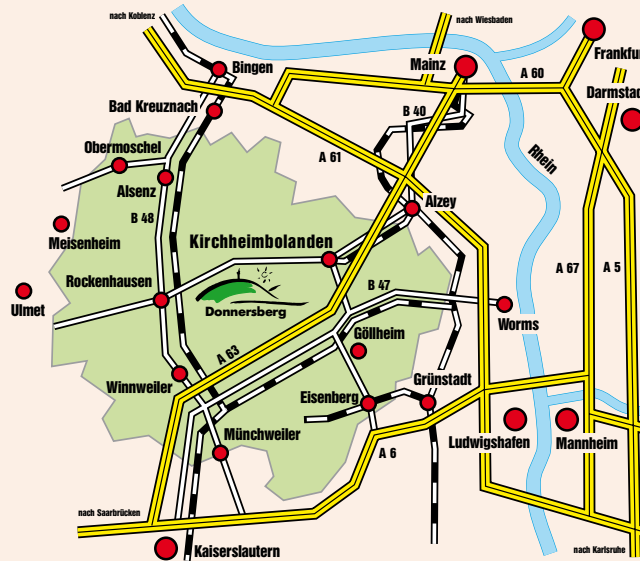 nach Koblenz
nach Wiesbaden
Bingen
Mainz
A 60
Frankfur
Darmstad
Bad Kreuznach
B 40
Obermoschel
A 61
Rhein
Alsenz
Alzey
B 48
Meisenheim
Kirchheimbolanden
Rockenhausen
B 47
A 67
A 5
Ulmet
Donnersberg
Worms
Göllheim
A 63
Winnweiler
Grünstadt
Eisenberg
Münchweiler
Ludwigshafen
Mannheim
A 6
nach Saarbrücken
Kaiserslautern
nach Karlsruhe